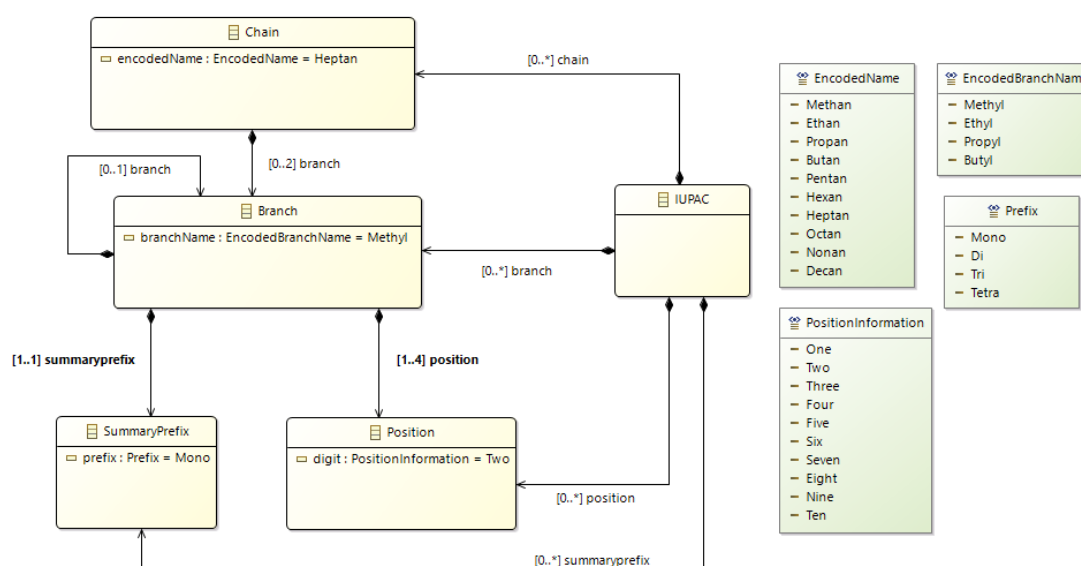 Chain
encodedName : EncodedName = Heptan
[0..*] chain
[0..2] branch
[0..1] branch
Branch
branchName : EncodedBranchName = Methyl
IUPAC
[0..*] branch
[1..1] summaryprefix
[1..4] position
SummaryPrefix
prefix : Prefix = Mono
Position
digit : PositionInformation = Two
[0..*] position
[0..*] summaryprefix
EncodedName
Methan
Ethan
Propan
Butan
Pentan
Hexan
Heptan
Octan
Nonan
Decan
EncodedBranchNam
Methyl
Ethyl
Propyl
Butyl
Prefix
Mono
Di
Tri
Tetra
PositionInformation
One
Two
Three
Four
Five
Six
Seven
Eight
Nine
Ten